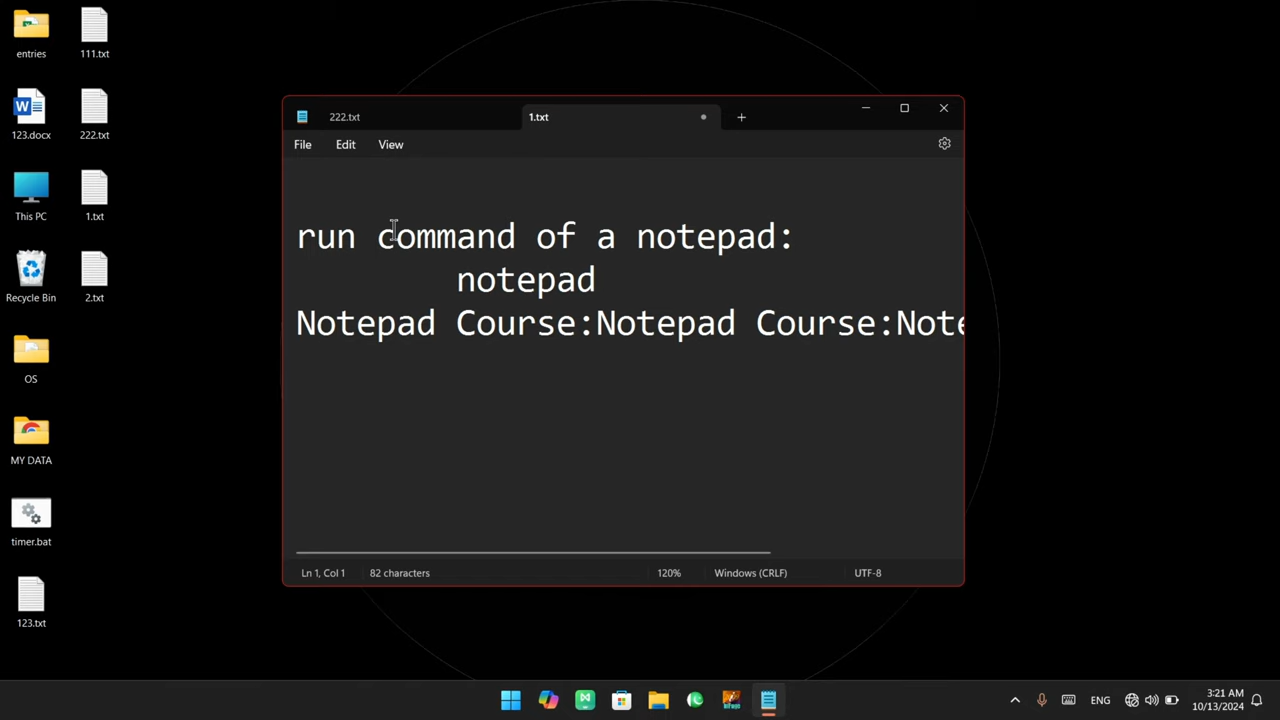 entries
111.txt
123.docx
222.txt
This PC
1.txt
Recycle Bin
2.txt
OS
MY DATA
timer.bat
123.txt
222.txt
1.txt
File Edit View
run command of a notepad:
notepad
Notepad Course:Notepad Course:Note
Ln 1, Col 1 82 characters 120% Windows (CRLF) UTF-8
ENG
3:21 AM
10/13/2024